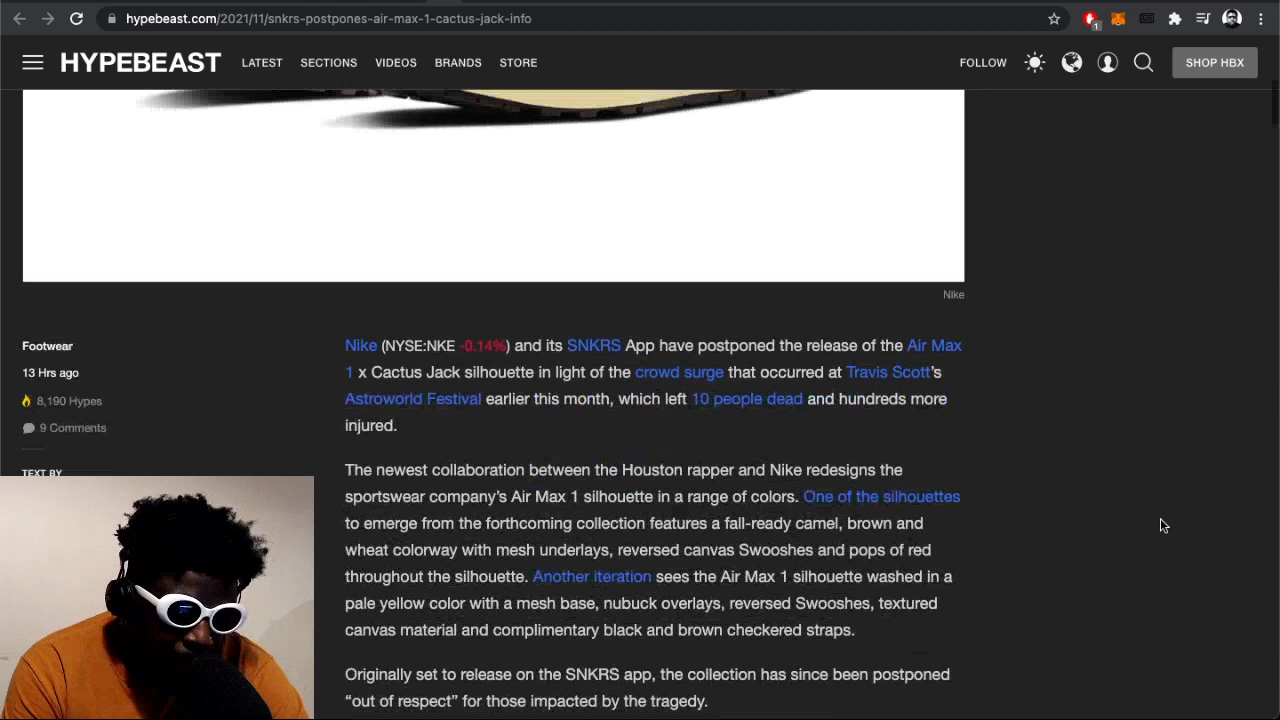 hypebeast.com/2021/11/snkrs-postpones-air-max-1-cactus-jack-info
1
HYPEBEAST LATEST SECTIONS VIDEOS BRANDS STORE FOLLOW SHOP HBX
Nike
Footwear
13 Hrs ago
8,190 Hypes
9 Comments
TEXT BY
Nike (NYSE:NKE -0.14%) and its SNKRS App have postponed the release of the Air Max
1 x Cactus Jack silhouette in light of the crowd surge that occurred at Travis Scott's
Astroworld Festival earlier this month, which left 10 people dead and hundreds more
injured.
The newest collaboration between the Houston rapper and Nike redesigns the
sportswear company's Air Max 1 silhouette in a range of colors. One of the silhouettes
to emerge from the forthcoming collection features a fall-ready camel, brown and
wheat colorway with mesh underlays, reversed canvas Swooshes and pops of red
throughout the silhouette. Another iteration sees the Air Max 1 silhouette washed in a
pale yellow color with a mesh base, nubuck overlays, reversed Swooshes, textured
canvas material and complimentary black and brown checkered straps.
Originally set to release on the SNKRS app, the collection has since been postponed
“out of respect” for those impacted by the tragedy.